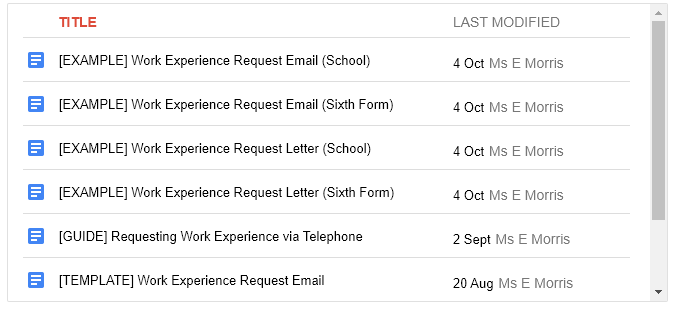 TITLE LAST MODIFIED
[EXAMPLE] Work Experience Request Email (School) 4 Oct Ms E Morris
[EXAMPLE] Work Experience Request Email (Sixth Form) 4 Oct Ms E Morris
[EXAMPLE] Work Experience Request Letter (School) 4 Oct Ms E Morris
[EXAMPLE] Work Experience Request Letter (Sixth Form) 4 Oct Ms E Morris
[GUIDE] Requesting Work Experience via Telephone 2 Sept Ms E Morris
[TEMPLATE] Work Experience Request Email 20 Aug Ms E Morris